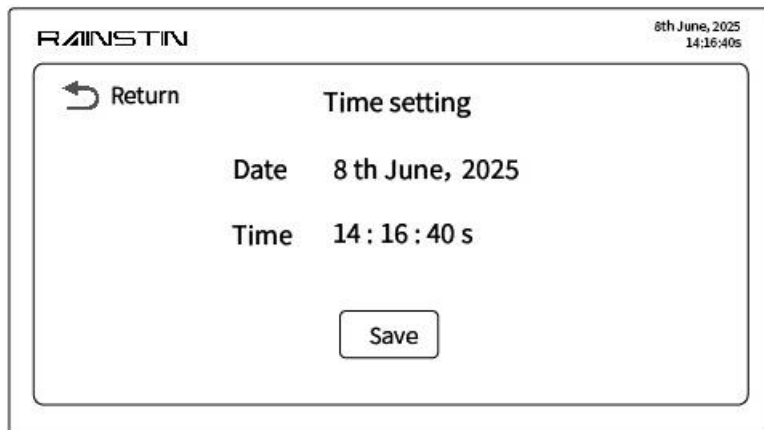 RAINSTIN
8th June, 2025
14:16:40s
Return
Time setting
Date 8 th June, 2025
Time 14 : 16 : 40 s
Save